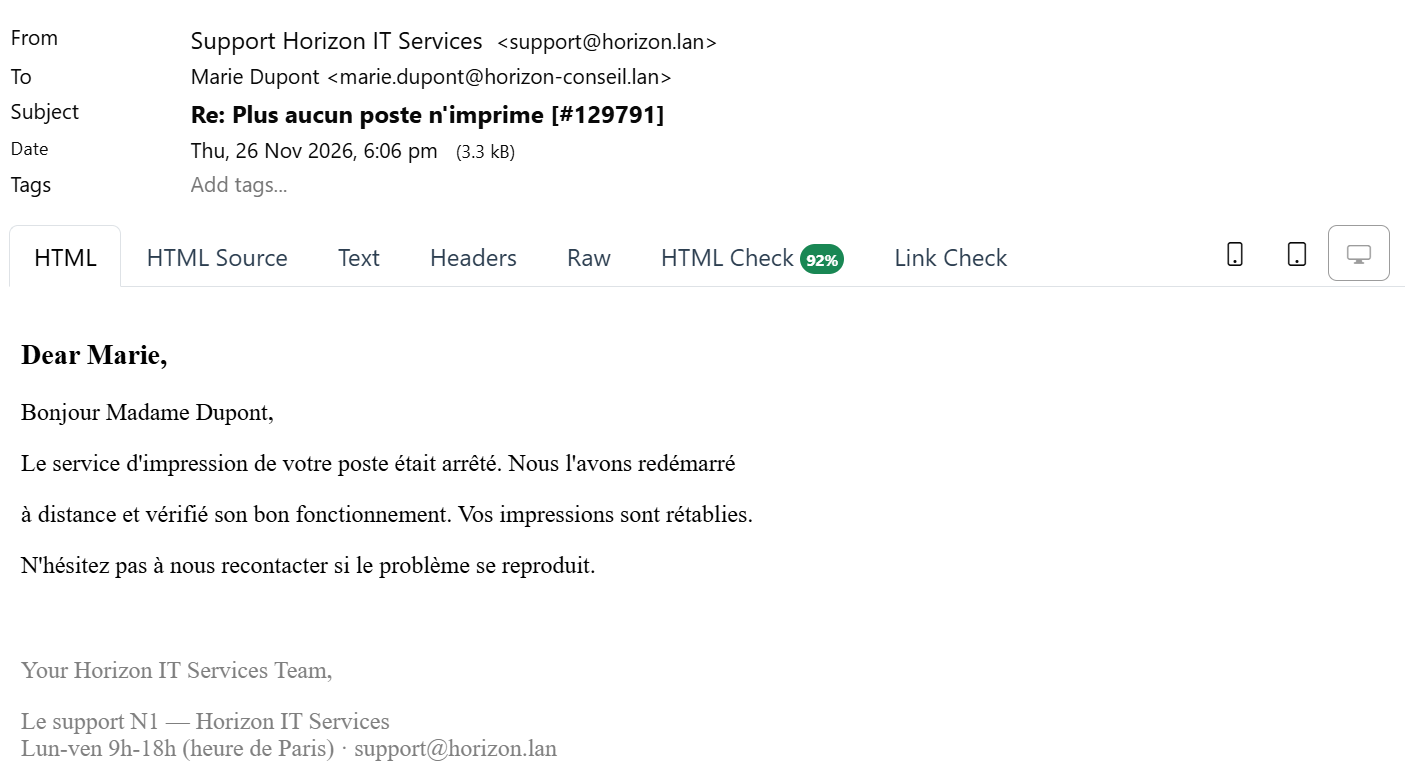 From Support Horizon IT Services <support@horizon.lan>
To Marie Dupont <marie.dupont@horizon-conseil.lan>
Subject Re: Plus aucun poste n'imprime [#129791]
Date Thu, 26 Nov 2026, 6:06 pm (3.3 kB)
Tags Add tags...
HTML HTML Source Text Headers Raw HTML Check 92% Link Check
Dear Marie,
Bonjour Madame Dupont,
Le service d'impression de votre poste était arrêté. Nous l'avons redémarré
à distance et vérifié son bon fonctionnement. Vos impressions sont rétablies.
N'hésitez pas à nous recontacter si le problème se reproduit.
Your Horizon IT Services Team,
Le support N1 — Horizon IT Services
Lun-ven 9h-18h (heure de Paris) · support@horizon.lan